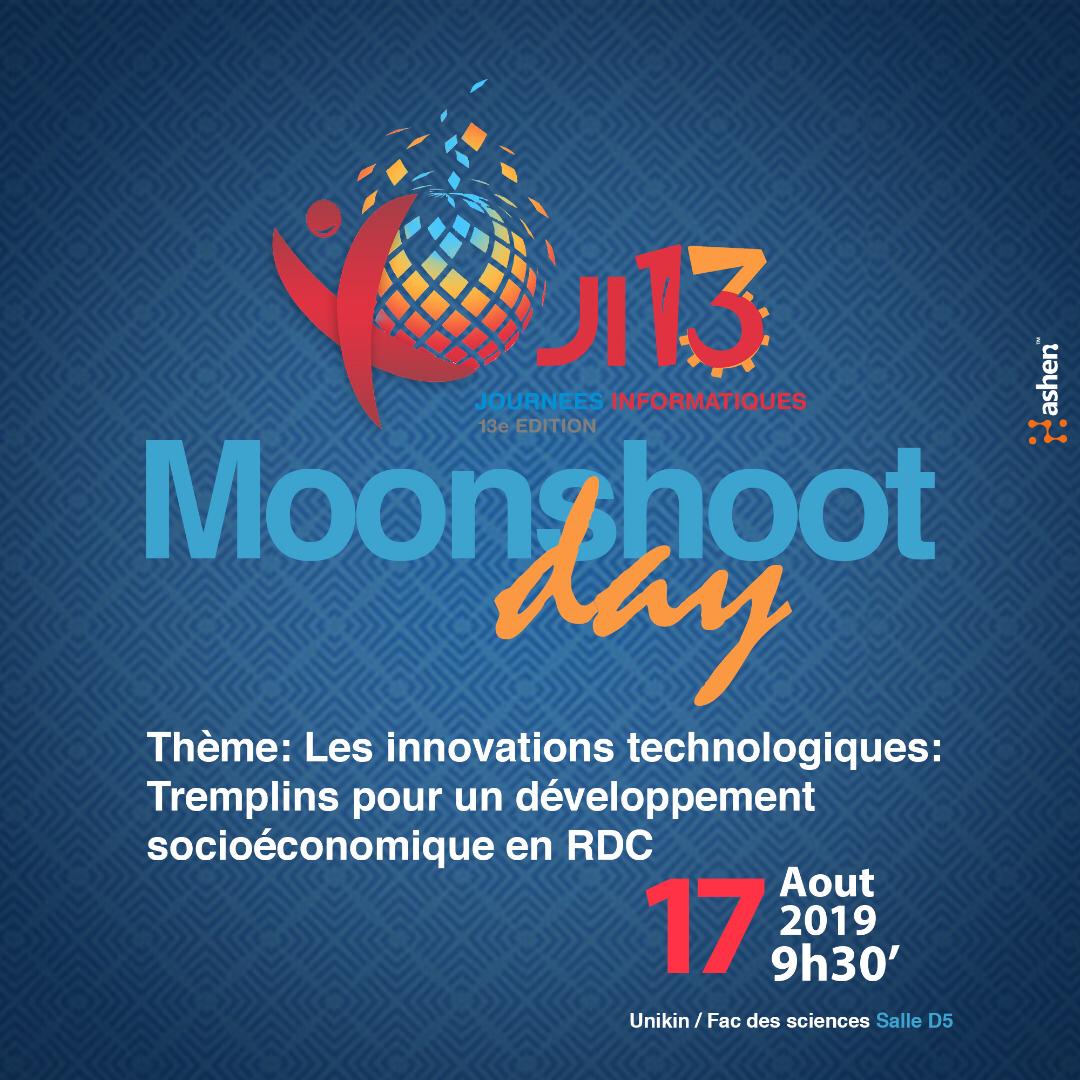 JI13
JOURNEES INFORMATIQUES
13e EDITION
Moonshoot
day
Thème: Les innovations technologiques:
Tremplins pour un développement
socioéconomique en RDC
17 Aout
2019
9h30’
Unikin / Fac des sciences Salle D5
ashen™